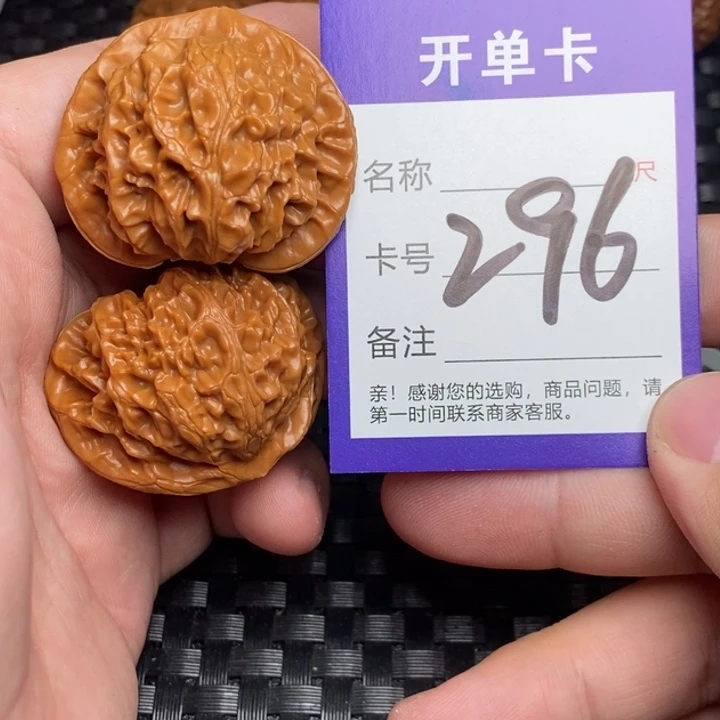 开单卡
名称 尺
卡号 296
备注
亲！感谢您的选购，商品问题，请
第一时间联系商家客服。